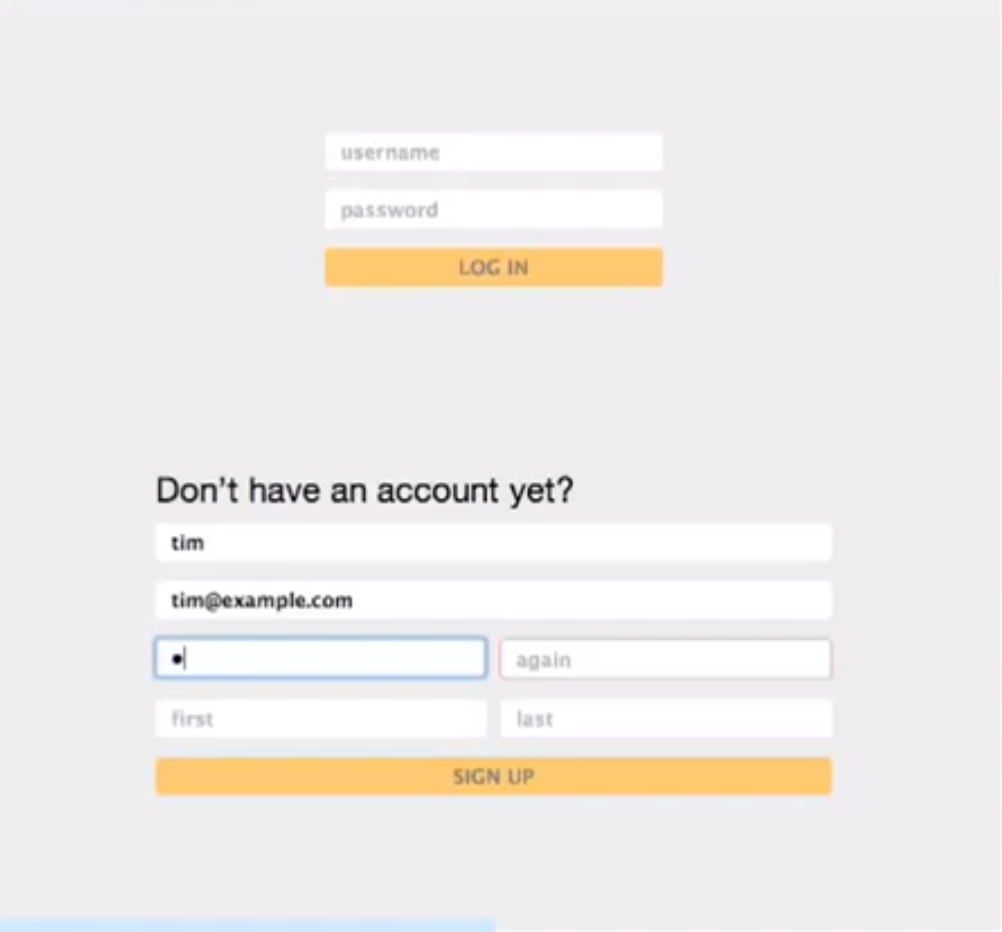 username
password
LOG IN
Don't have an account yet?
tim
tim@example.com
● again
first last
SIGN UP